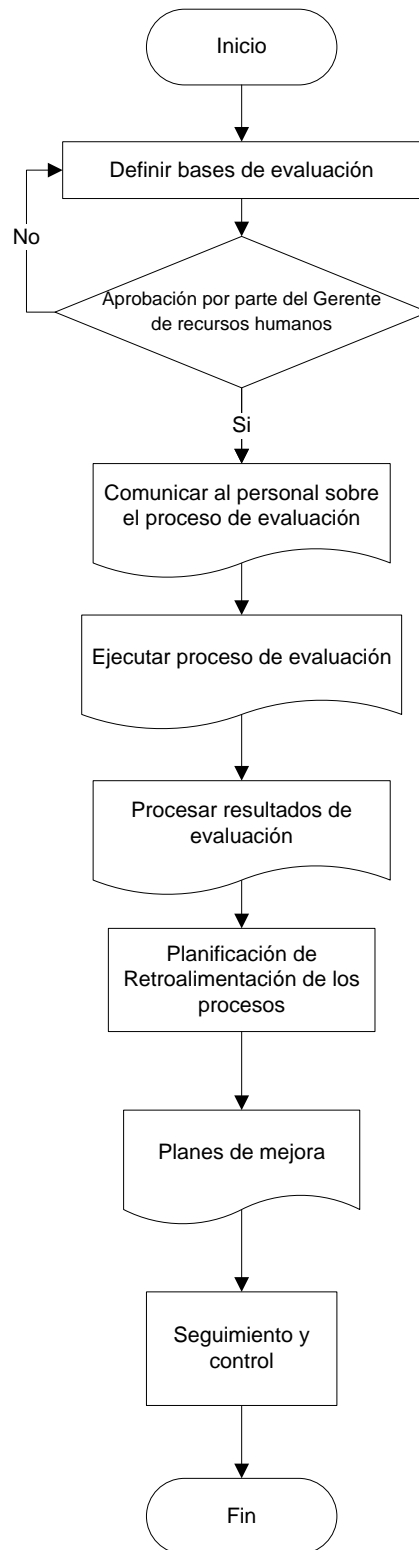 Inicio
Definir bases de evaluación
No
Aprobación por parte del Gerente
de recursos humanos
Si
Comunicar al personal sobre
el proceso de evaluación
Ejecutar proceso de evaluación
Procesar resultados de
evaluación
Planificación de
Retroalimentación de los
procesos
Planes de mejora
Seguimiento y
control
Fin